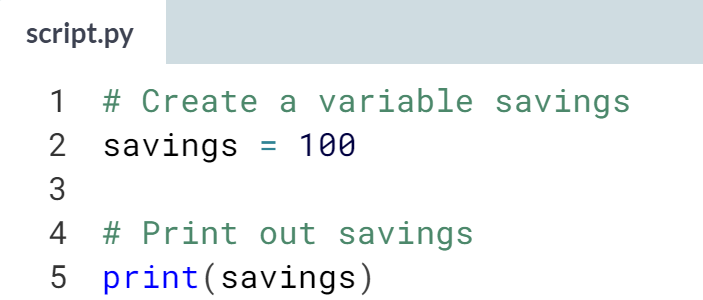 script.py
1 # Create a variable savings
2 savings = 100
3
4 # Print out savings
5 print(savings)